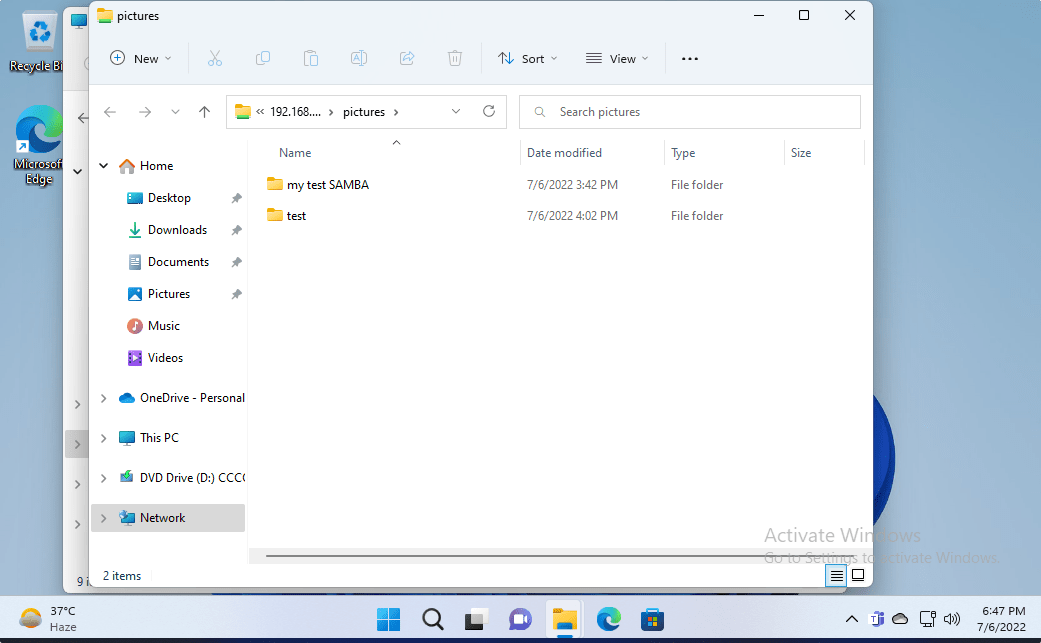 pictures
Recycle Bi
New
Sort
View
192.168.... pictures
Search pictures
Microsoft
Edge
Name
Date modified
Type
Size
my test SAMBA
7/6/2022 3:42 PM
File folder
test
7/6/2022 4:02 PM
File folder
Home
Desktop
Downloads
Documents
Pictures
Music
Videos
OneDrive - Personal
This PC
DVD Drive (D:) CCC
Network
Activate Windows
Go to Settings to activate Windows.
2 items
9 i
37°C
Haze
6:47 PM
7/6/2022